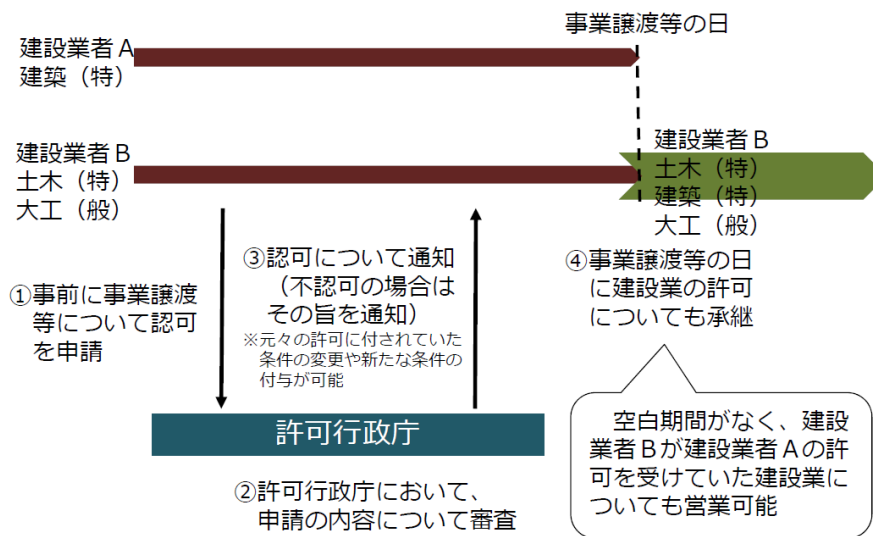 事業譲渡等の日
建設業者A
建築（特）
建設業者B
土木（特）
大工（般）
建設業者B
土木（特）
建築（特）
大工（般）
①事前に事業譲渡
等について認可
を申請
③認可について通知
（不認可の場合は
その旨を通知）
※元々の許可に付されていた
条件の変更や新たな条件の
付与が可能
④事業譲渡等の日
に建設業の許可
についても承継
許可行政庁
②許可行政庁において、
申請の内容について審査
空白期間がなく、建設
業者Bが建設業者Aの許
可を受けていた建設業に
ついても営業可能